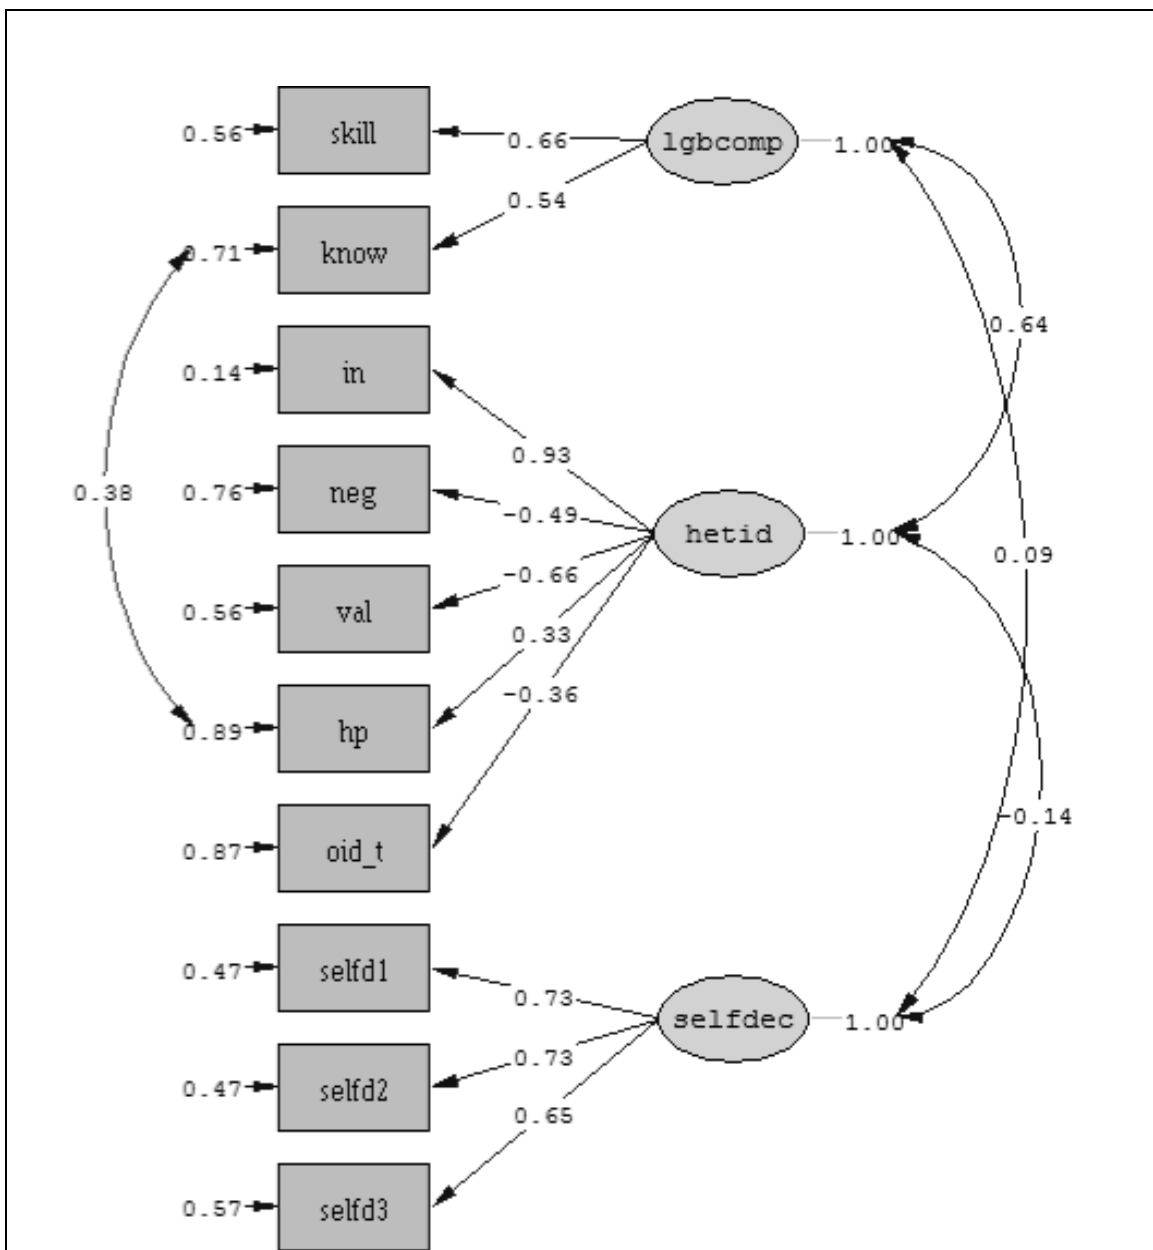 0.56 skill 0.66 lgbcomp 1.00
0.54
0.71 know
0.64
0.14 in
0.93
0.38 0.76 neg -0.49 hetid 1.00
0.09
-0.66
0.56 val
0.33
-0.36
0.89 hp
-0.14
0.87 oid_t
0.47 selfd1
0.73 selfdec 1.00
0.73
0.47 selfd2
0.65
0.57 selfd3